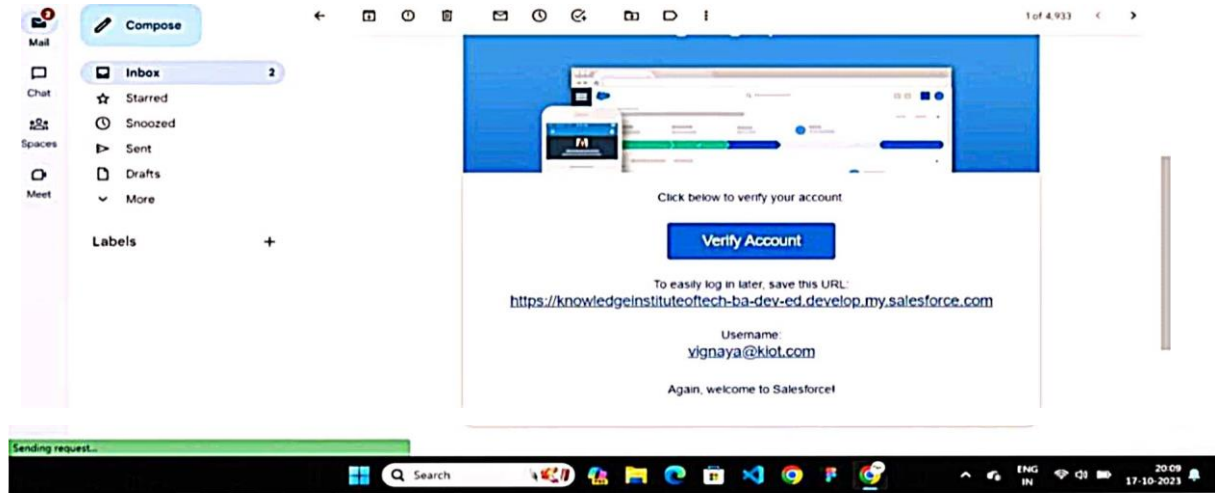 3
Mail
Compose
1 of 4,933
Inbox 2
Chat
Starred
Snoozed
Spaces
Sent
Drafts
Meet
More
Labels +
Click below to verify your account
Verify Account
To easily log in later, save this URL:
https://knowledgeinstituteoftech-ba-dev-ed.develop.my.salesforce.com
Username:
vignaya@kiot.com
Again, welcome to Salesforce!
Sending request...
Search
ENG
IN
20:09
17-10-2023